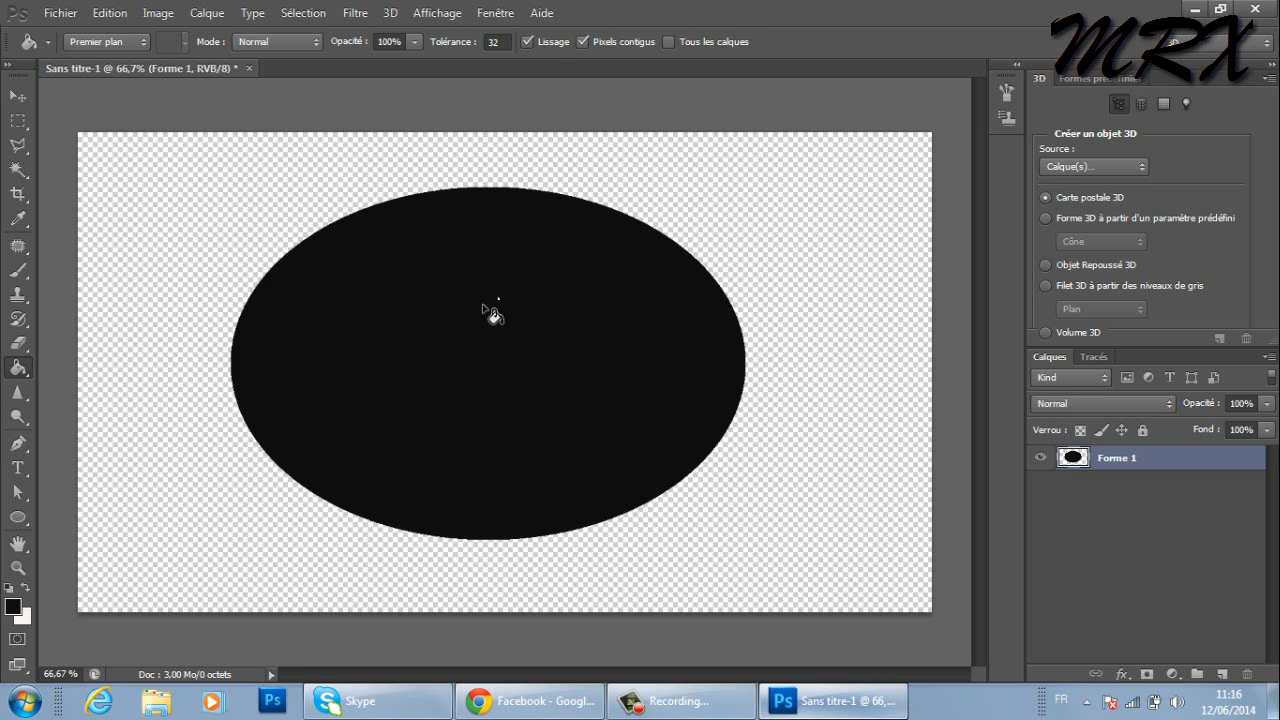 Ps Fichier Edition Image Calque Type Sélection Filtre 3D Affichage Fenêtre Aide
Premier plan Mode : Normal Opacité : 100% Tolérance : 32 Lissage Pixels contigus Tous les calques
MRX
Sans titre-1 @ 66,7% (Forme 1, RVB/8) *
3D
Créer un objet 3D
Source :
Calque(s)...
Carte postale 3D
Forme 3D à partir d'un paramètre prédéfini
Cône
Objet Repoussé 3D
Filet 3D à partir des niveaux de gris
Plan
Volume 3D
Calques Tracés
Kind
Normal Opacité : 100%
Verrou : Fond : 100%
Forme 1
66,67 % Doc : 3,00 Mo/0 octets
Ps Skype Facebook - Googl... Recording... Ps Sans titre-1 @ 66,... FR 11:16
12/06/2014